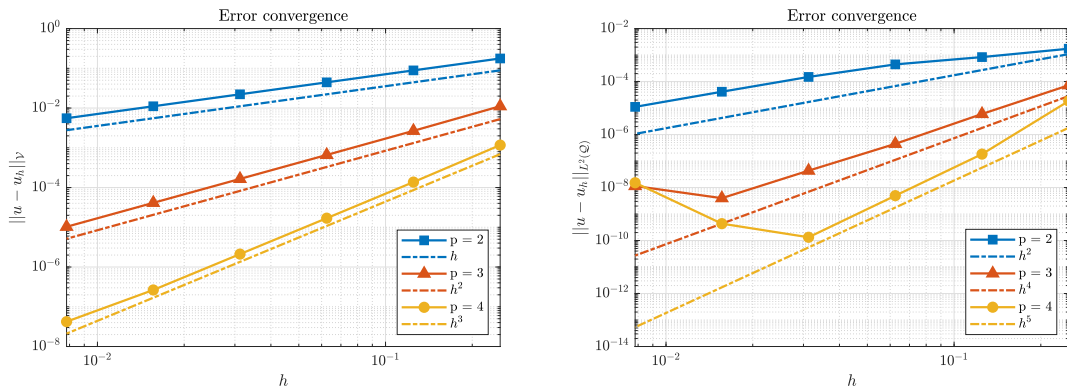 Error convergence
10^0
10^-2
10^-4
10^-6
10^-8
||u − u_h||_𝒱
10^-2
10^-1
h
p = 2
h
p = 3
h^2
p = 4
h^3
Error convergence
10^-2
10^-4
10^-6
10^-8
10^-10
10^-12
10^-14
||u − u_h||_{L^2(𝒬)}
10^-2
10^-1
h
p = 2
h^2
p = 3
h^4
p = 4
h^5